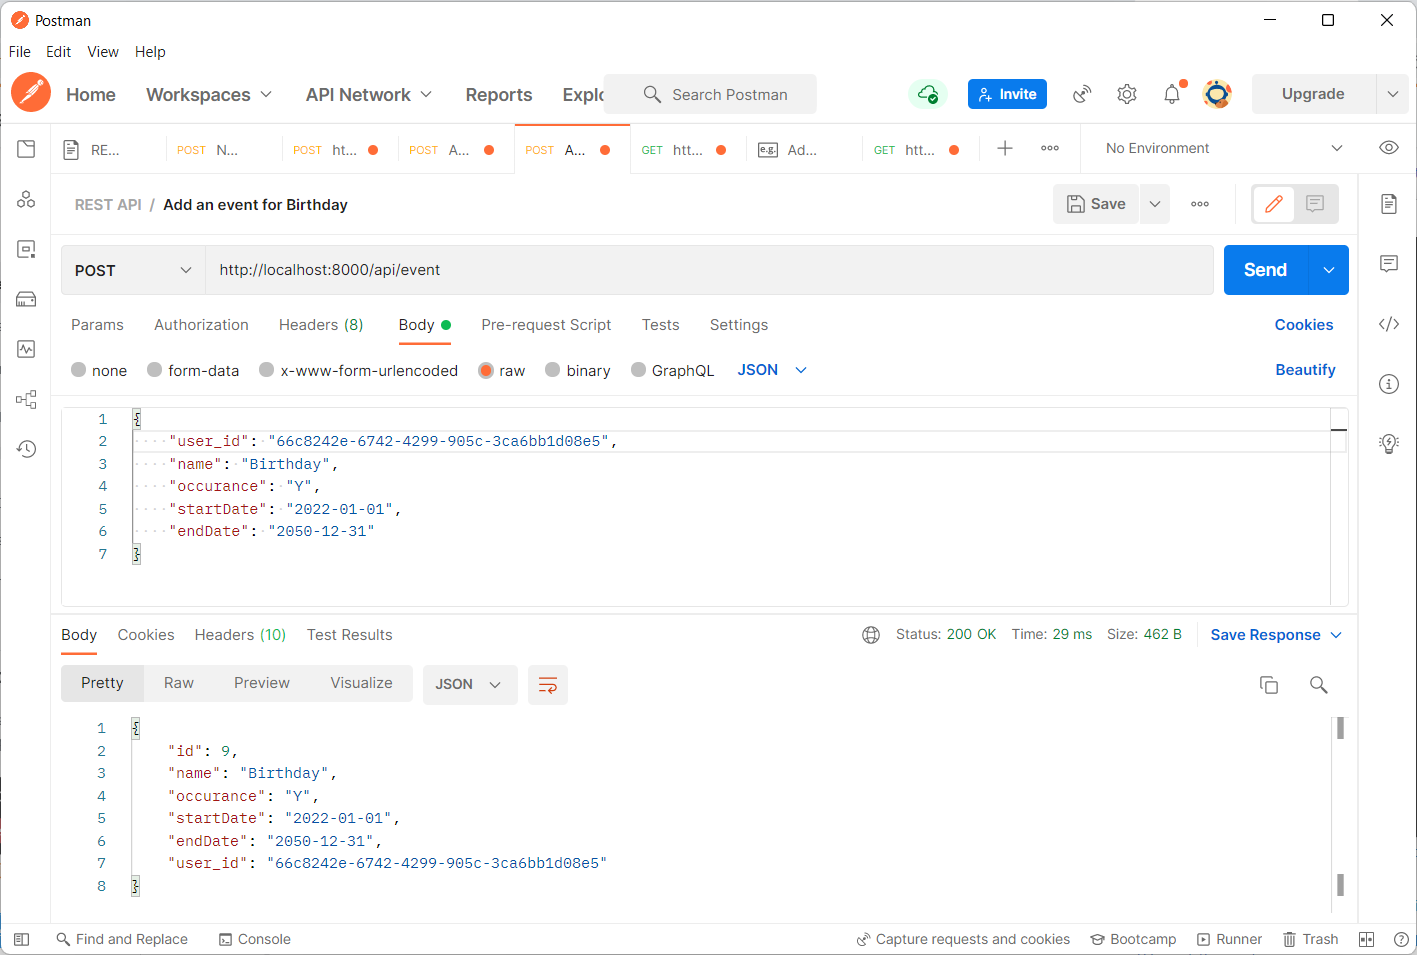 Postman
File Edit View Help
Home Workspaces API Network Reports Explo Search Postman Invite Upgrade
RE... POST N... POST ht... POST A... POST A... GET htt... e.g. Ad... GET htt... No Environment
REST API / Add an event for Birthday Save
POST http://localhost:8000/api/event Send
Params Authorization Headers (8) Body Pre-request Script Tests Settings Cookies
none form-data x-www-form-urlencoded raw binary GraphQL JSON Beautify
1 {
2 "user_id": "66c8242e-6742-4299-905c-3ca6bb1d08e5",
3 "name": "Birthday",
4 "occurance": "Y",
5 "startDate": "2022-01-01",
6 "endDate": "2050-12-31"
7 }
Body Cookies Headers (10) Test Results Status: 200 OK Time: 29 ms Size: 462 B Save Response
Pretty Raw Preview Visualize JSON
1 {
2 "id": 9,
3 "name": "Birthday",
4 "occurance": "Y",
5 "startDate": "2022-01-01",
6 "endDate": "2050-12-31",
7 "user_id": "66c8242e-6742-4299-905c-3ca6bb1d08e5"
8 }
Find and Replace Console Capture requests and cookies Bootcamp Runner Trash